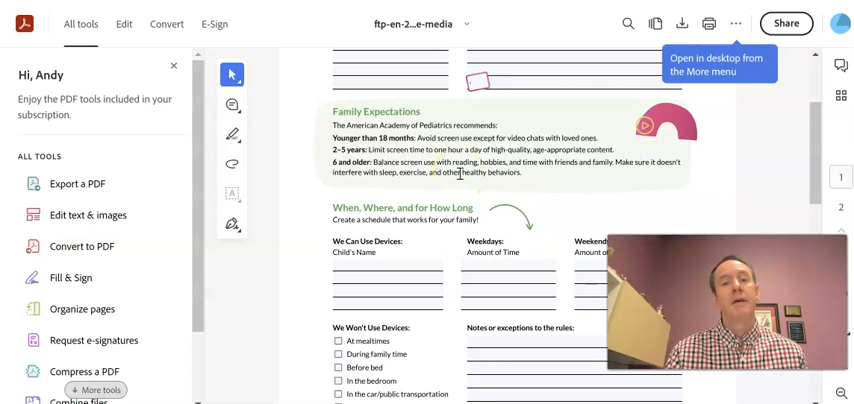 All tools
Edit
Convert
E-Sign
ftp-en-2...e-media
Share
Open in desktop from
the More menu
Hi, Andy
Enjoy the PDF tools included in your
subscription.
ALL TOOLS
Export a PDF
Edit text & images
Convert to PDF
Fill & Sign
Organize pages
Request e-signatures
Compress a PDF
More tools
Combine files
Family Expectations
The American Academy of Pediatrics recommends:
Younger than 18 months: Avoid screen use except for video chats with loved ones.
2–5 years: Limit screen time to one hour a day of high-quality, age-appropriate content.
6 and older: Balance screen use with reading, hobbies, and time with friends and family. Make sure it doesn't
interfere with sleep, exercise, and other healthy behaviors.
When, Where, and for How Long
Create a schedule that works for your family!
We Can Use Devices:
Child's Name
Weekdays:
Amount of Time
Weekend
Amount o
We Won't Use Devices:
At mealtimes
During family time
Before bed
In the bedroom
In the car/public transportation
Notes or exceptions to the rules:
1
2